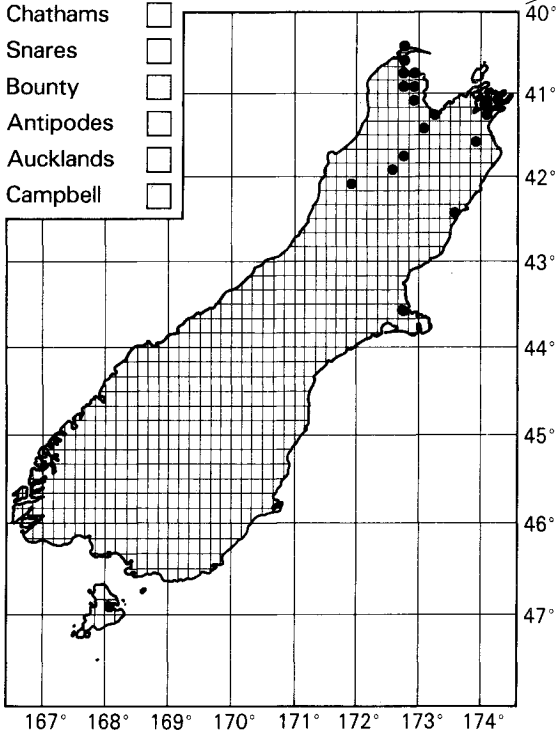 Chathams
Snares
Bounty
Antipodes
Aucklands
Campbell
40°
41°
42°
43°
44°
45°
46°
47°
167° 168° 169° 170° 171° 172° 173° 174°